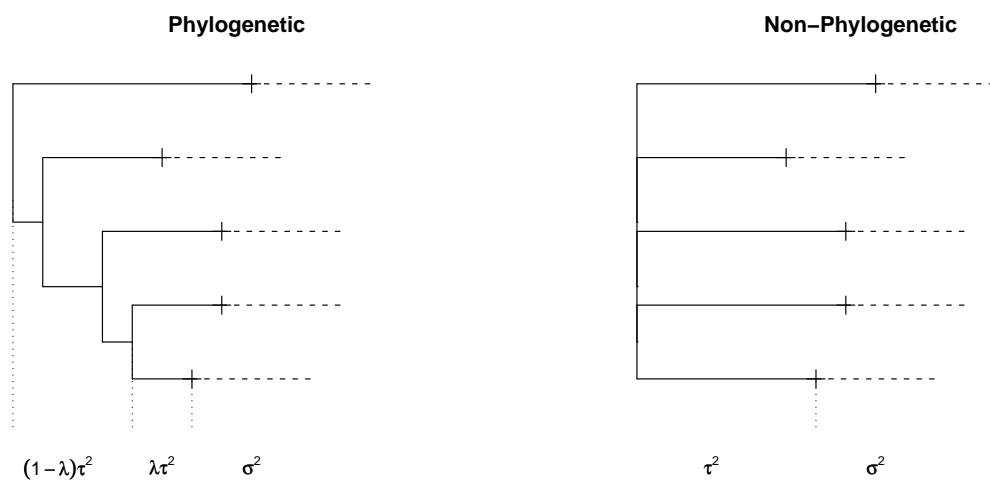 Phylogenetic Non−Phylogenetic
(1 − λ)τ² λτ² σ² τ² σ²